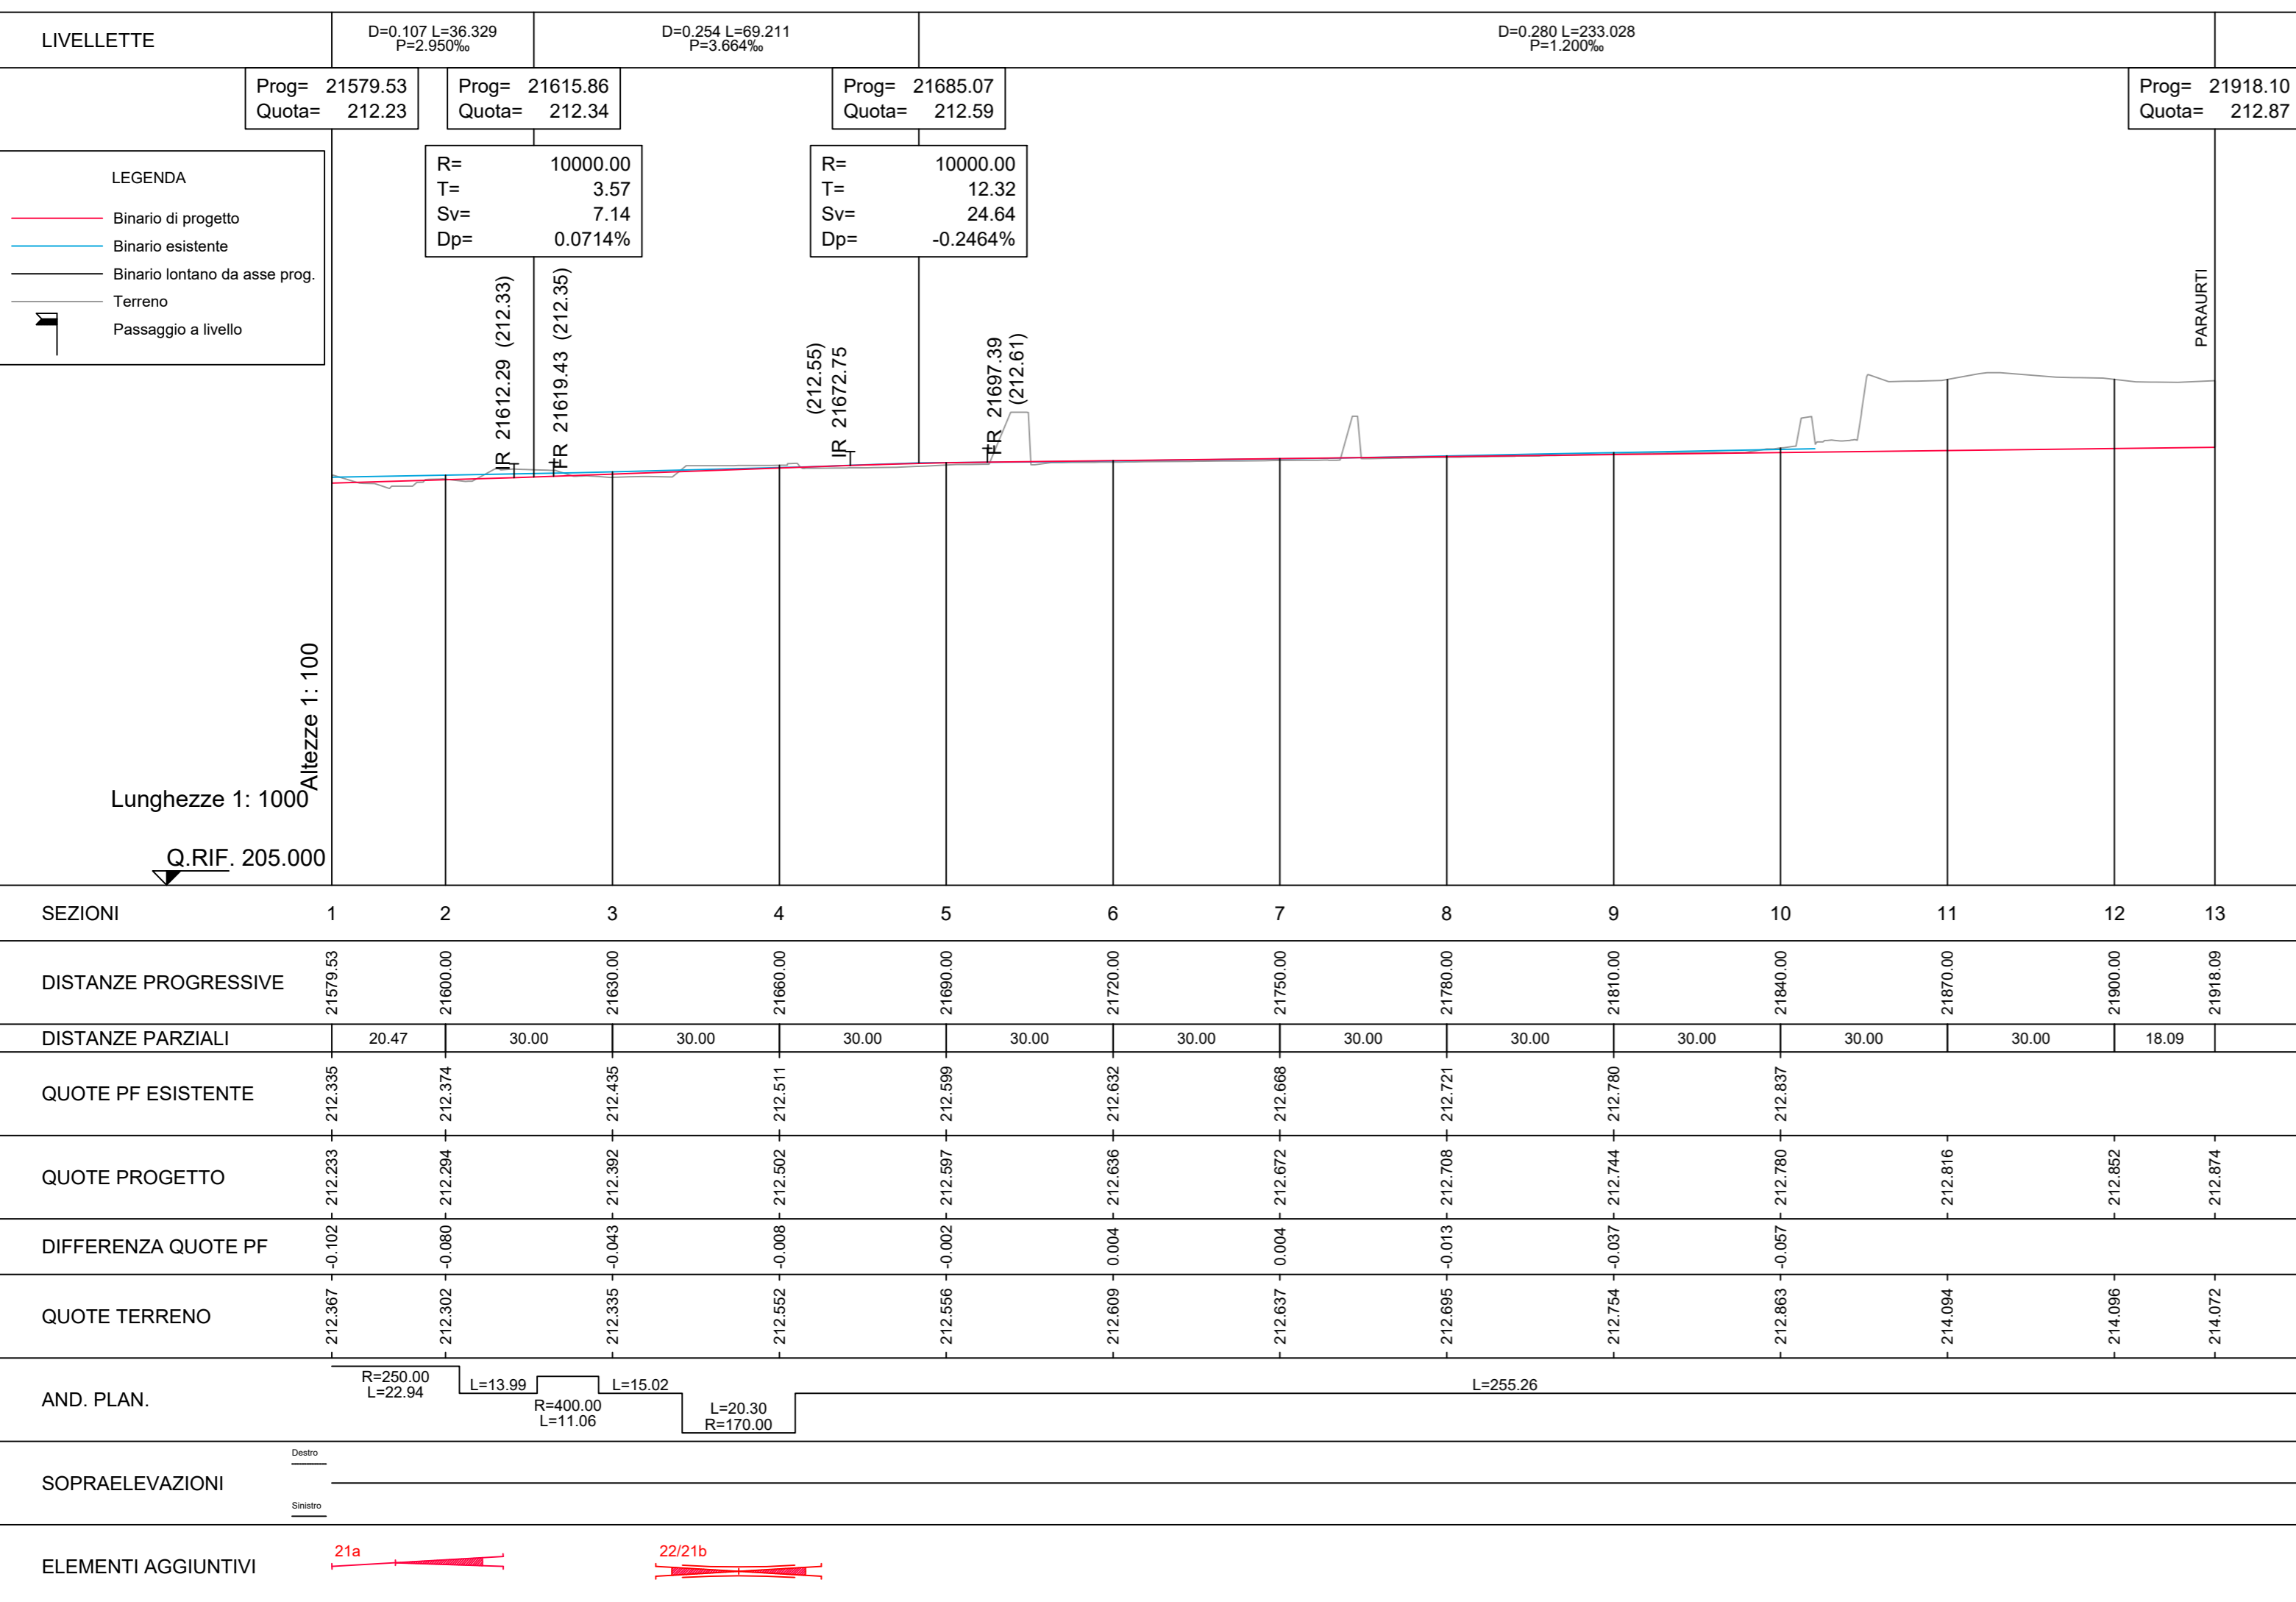 LIVELLETTE
D=0.107 L=36.329
P=2.950‰
D=0.254 L=69.211
P=3.664‰
D=0.280 L=233.028
P=1.200‰
Prog= 21579.53
Quota= 212.23
Prog= 21615.86
Quota= 212.34
Prog= 21685.07
Quota= 212.59
Prog= 21918.10
Quota= 212.87
R= 10000.00
T= 3.57
Sv= 7.14
Dp= 0.0714%
R= 10000.00
T= 12.32
Sv= 24.64
Dp= -0.2464%
LEGENDA
Binario di progetto
Binario esistente
Binario lontano da asse prog.
Terreno
Passaggio a livello
IR 21612.29 (212.33)
FR 21619.43 (212.35)
(212.55)
IR 21672.75
FR 21697.39
(212.61)
PARAURTI
Altezze 1: 100
Lunghezze 1: 1000
Q.RIF. 205.000
SEZIONI 1 2 3 4 5 6 7 8 9 10 11 12 13
DISTANZE PROGRESSIVE 21579.53 21600.00 21630.00 21660.00 21690.00 21720.00 21750.00 21780.00 21810.00 21840.00 21870.00 21900.00 21918.09
DISTANZE PARZIALI 20.47 30.00 30.00 30.00 30.00 30.00 30.00 30.00 30.00 30.00 30.00 18.09
QUOTE PF ESISTENTE 212.335 212.374 212.435 212.511 212.599 212.632 212.668 212.721 212.780 212.837
QUOTE PROGETTO 212.233 212.294 212.392 212.502 212.597 212.636 212.672 212.708 212.744 212.780 212.816 212.852 212.874
DIFFERENZA QUOTE PF -0.102 -0.080 -0.043 -0.008 -0.002 0.004 0.004 -0.013 -0.037 -0.057
QUOTE TERRENO 212.367 212.302 212.335 212.552 212.556 212.609 212.637 212.695 212.754 212.863 214.094 214.096 214.072
AND. PLAN.
R=250.00
L=22.94
L=13.99
R=400.00
L=11.06
L=15.02
L=20.30
R=170.00
L=255.26
Destro
SOPRAELEVAZIONI
Sinistro
ELEMENTI AGGIUNTIVI
21a
22/21b